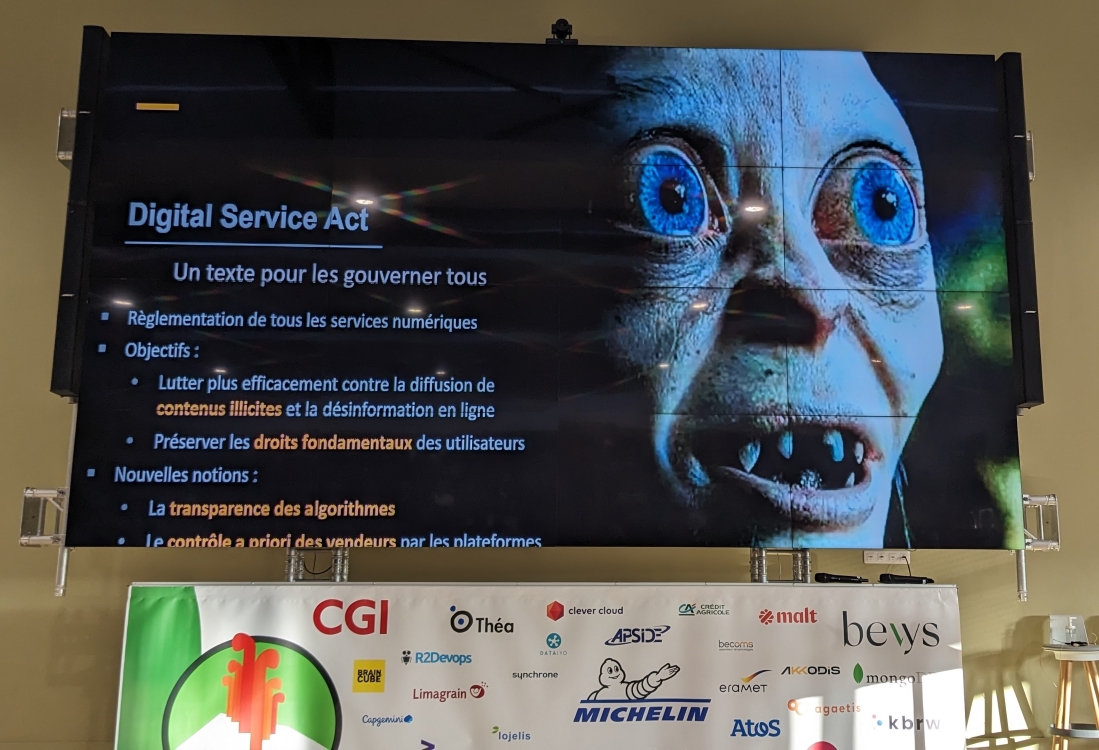 Digital Service Act
Un texte pour les gouverner tous
Règlementation de tous les services numériques
Objectifs :
Lutter plus efficacement contre la diffusion de
contenus illicites et la désinformation en ligne
Préserver les droits fondamentaux des utilisateurs
Nouvelles notions :
La transparence des algorithmes
Le contrôle a priori des vendeurs par les plateformes
CGI
Théa
clever cloud
CRÉDIT
AGRICOLE
malt
bewys
DATAIYO
APSIDE
becoms
R2Devops
BRAIN
CUBE
synchrone
Limagrain
MICHELIN
eramet
AKKODIS
mongoDB
Capgemini
lojelis
Atos
agaetis
kbrw